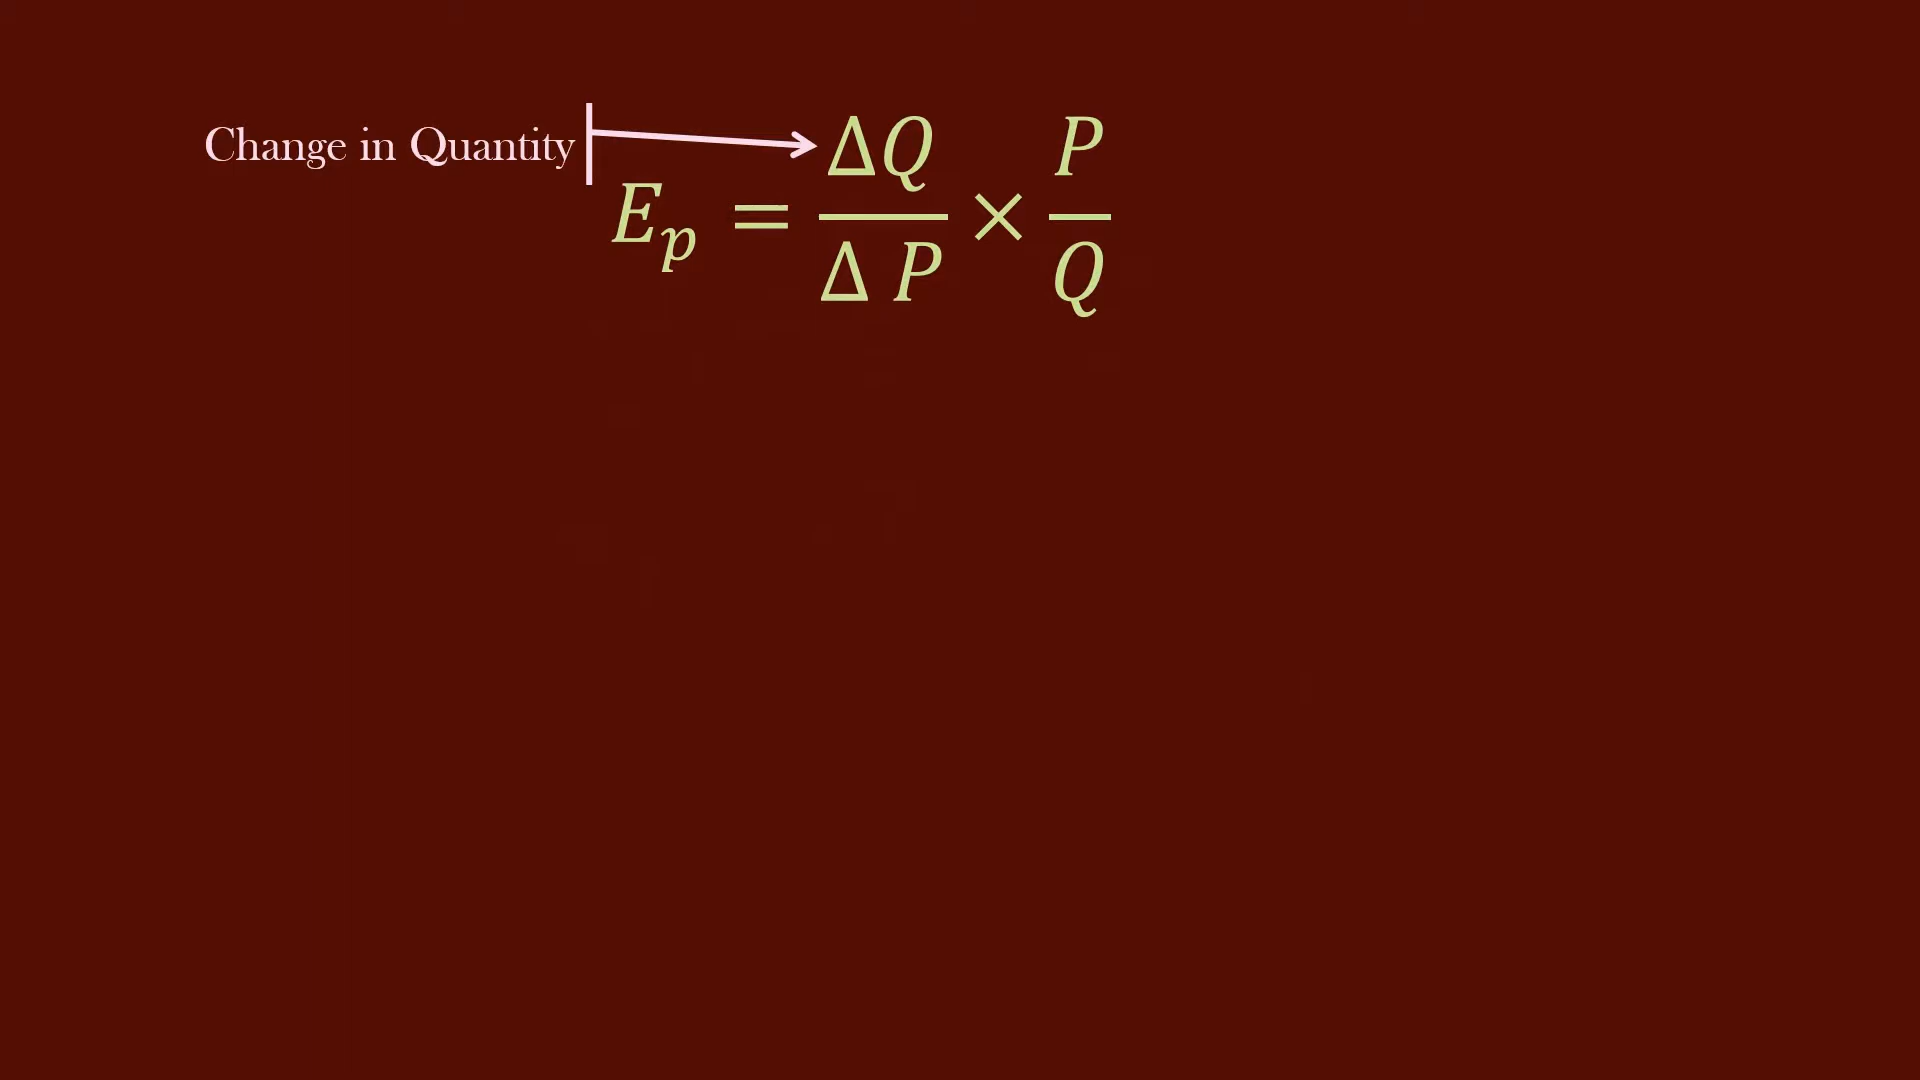 Change in Quantity
E_p = ΔQ/Δ P × P/Q